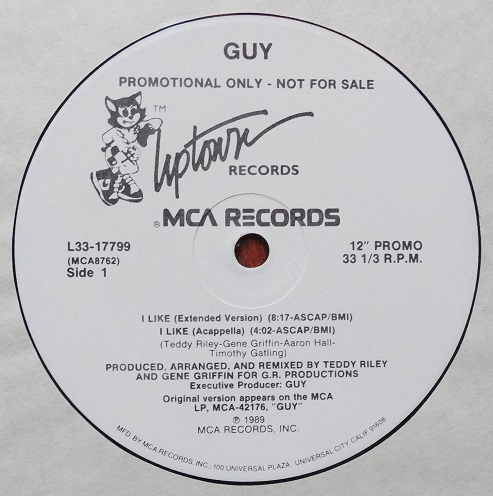 GUY
PROMOTIONAL ONLY - NOT FOR SALE
TM
Uptown
RECORDS
® MCA RECORDS
L33-17799
(MCA8762)
Side 1
12" PROMO
33 1/3 R.P.M.
I LIKE (Extended Version) (8:17-ASCAP/BMI)
I LIKE (Acappella) (4:02-ASCAP/BMI)
(Teddy Riley-Gene Griffin-Aaron Hall-
Timothy Gatling)
PRODUCED, ARRANGED, AND REMIXED BY TEDDY RILEY
AND GENE GRIFFIN FOR G.R. PRODUCTIONS
Executive Producer: GUY
Original version appears on the MCA
LP, MCA-42176, "GUY"
℗ 1989
MCA RECORDS, INC.
MFD. BY MCA RECORDS, INC., 100 UNIVERSAL PLAZA, UNIVERSAL CITY, CALIF. 91608